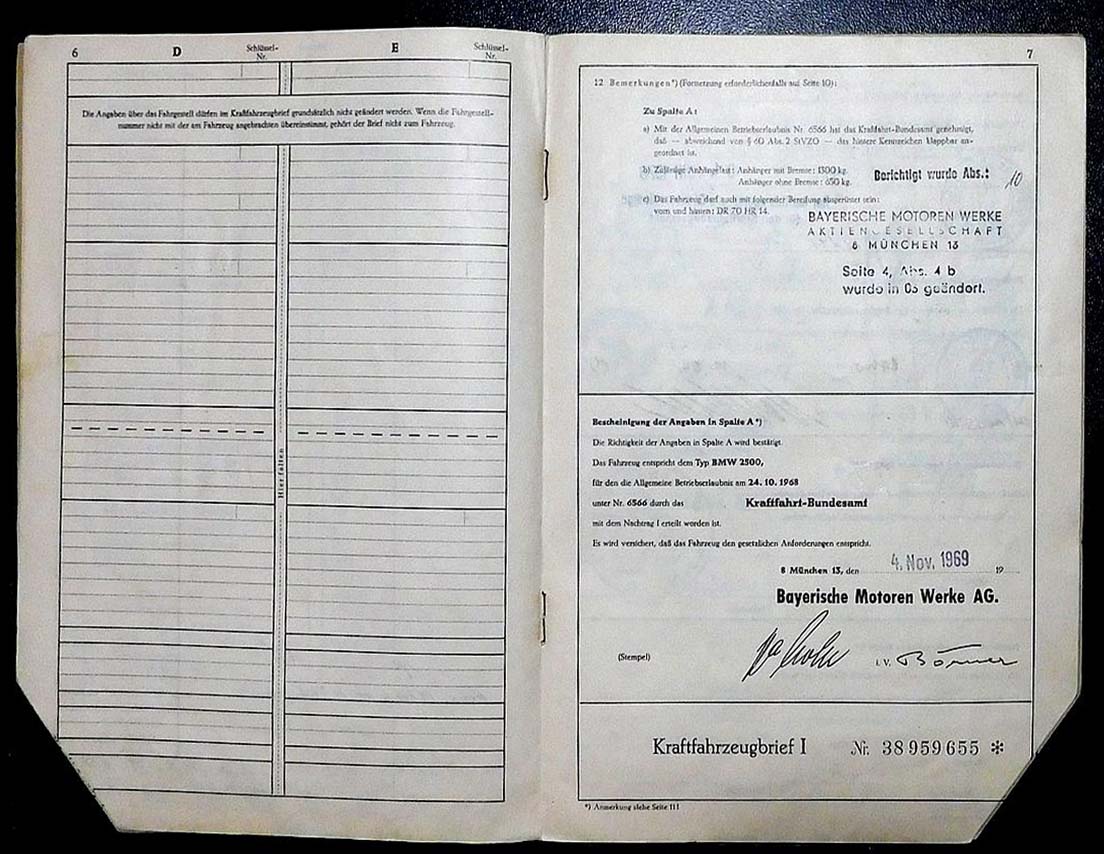 6
D
Schlüssel-
Nr.
E
Schlüssel-
Nr.
Die Angaben über das Fahrgestell dürfen im Kraftfahrzeugbrief grundsätzlich nicht geändert werden. Wenn die Fahrgestell-
nummer nicht mit der am Fahrzeug angebrachten übereinstimmt, gehört der Brief nicht zum Fahrzeug.
Hier falten
7
12 Bemerkungen*) (Fortsetzung erforderlichenfalls auf Seite 10):
Zu Spalte A:
a) Mit der Allgemeinen Betriebserlaubnis Nr. 6566 hat das Kraftfahrt-Bundesamt genehmigt,
daß — abweichend von § 60 Abs. 2 StVZO — das hintere Kennzeichen klappbar an-
geordnet ist.
b) Zulässige Anhängelast: Anhänger mit Bremse: 1300 kg.
Anhänger ohne Bremse: 650 kg.
Berichtigt wurde Abs.: 10
c) Das Fahrzeug darf auch mit folgender Bereifung ausgerüstet sein:
vorn und hinten: DR 70 HR 14.
BAYERISCHE MOTOREN WERKE
AKTIENGESELLSCHAFT
8 MÜNCHEN 13
Seite 4, Abs. 4 b
wurde in 05 geändert.
Bescheinigung der Angaben in Spalte A*)
Die Richtigkeit der Angaben in Spalte A wird bestätigt.
Das Fahrzeug entspricht dem Typ BMW 2500,
für den die Allgemeine Betriebserlaubnis am 24. 10. 1968
unter Nr. 6566 durch das Kraftfahrt-Bundesamt
mit dem Nachtrag I erteilt worden ist.
Es wird versichert, daß das Fahrzeug den gesetzlichen Anforderungen entspricht.
8 München 13, den 4. Nov. 1969 19
Bayerische Motoren Werke AG.
(Stempel)
i.V. Börner
Kraftfahrzeugbrief I Nr. 38959655 *
*) Anmerkung siehe Seite 11!